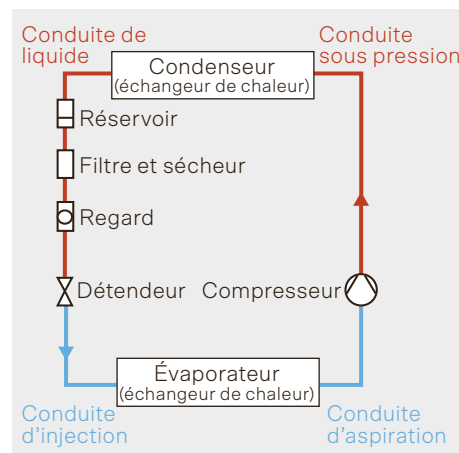 Conduite de
liquide
Conduite
sous pression
Condenseur
(échangeur de chaleur)
Réservoir
Filtre et sécheur
Regard
Détendeur
Compresseur
Évaporateur
(échangeur de chaleur)
Conduite
d'injection
Conduite
d'aspiration